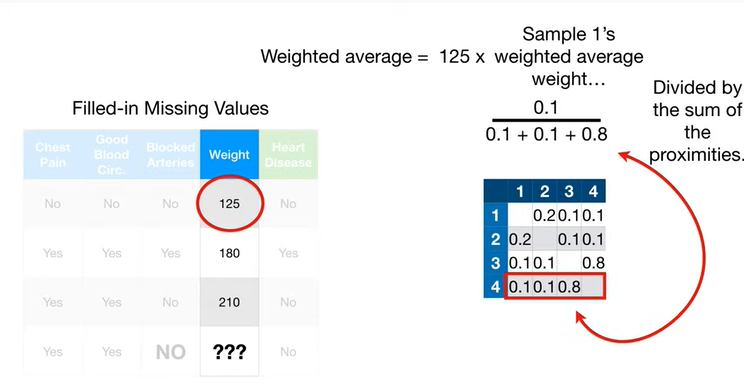 Sample 1's
Weighted average = 125 x weighted average
weight...
Divided by
the sum of
the
proximities.
0.1
0.1 + 0.1 + 0.8
Filled-in Missing Values
Chest Pain Good Blood Circ. Blocked Arteries Weight Heart Disease
No No No 125 No
Yes Yes Yes 180 Yes
Yes Yes No 210 No
Yes Yes NO ??? No
1 2 3 4
1 0.2 0.1 0.1
2 0.2 0.1 0.1
3 0.1 0.1 0.8
4 0.1 0.1 0.8